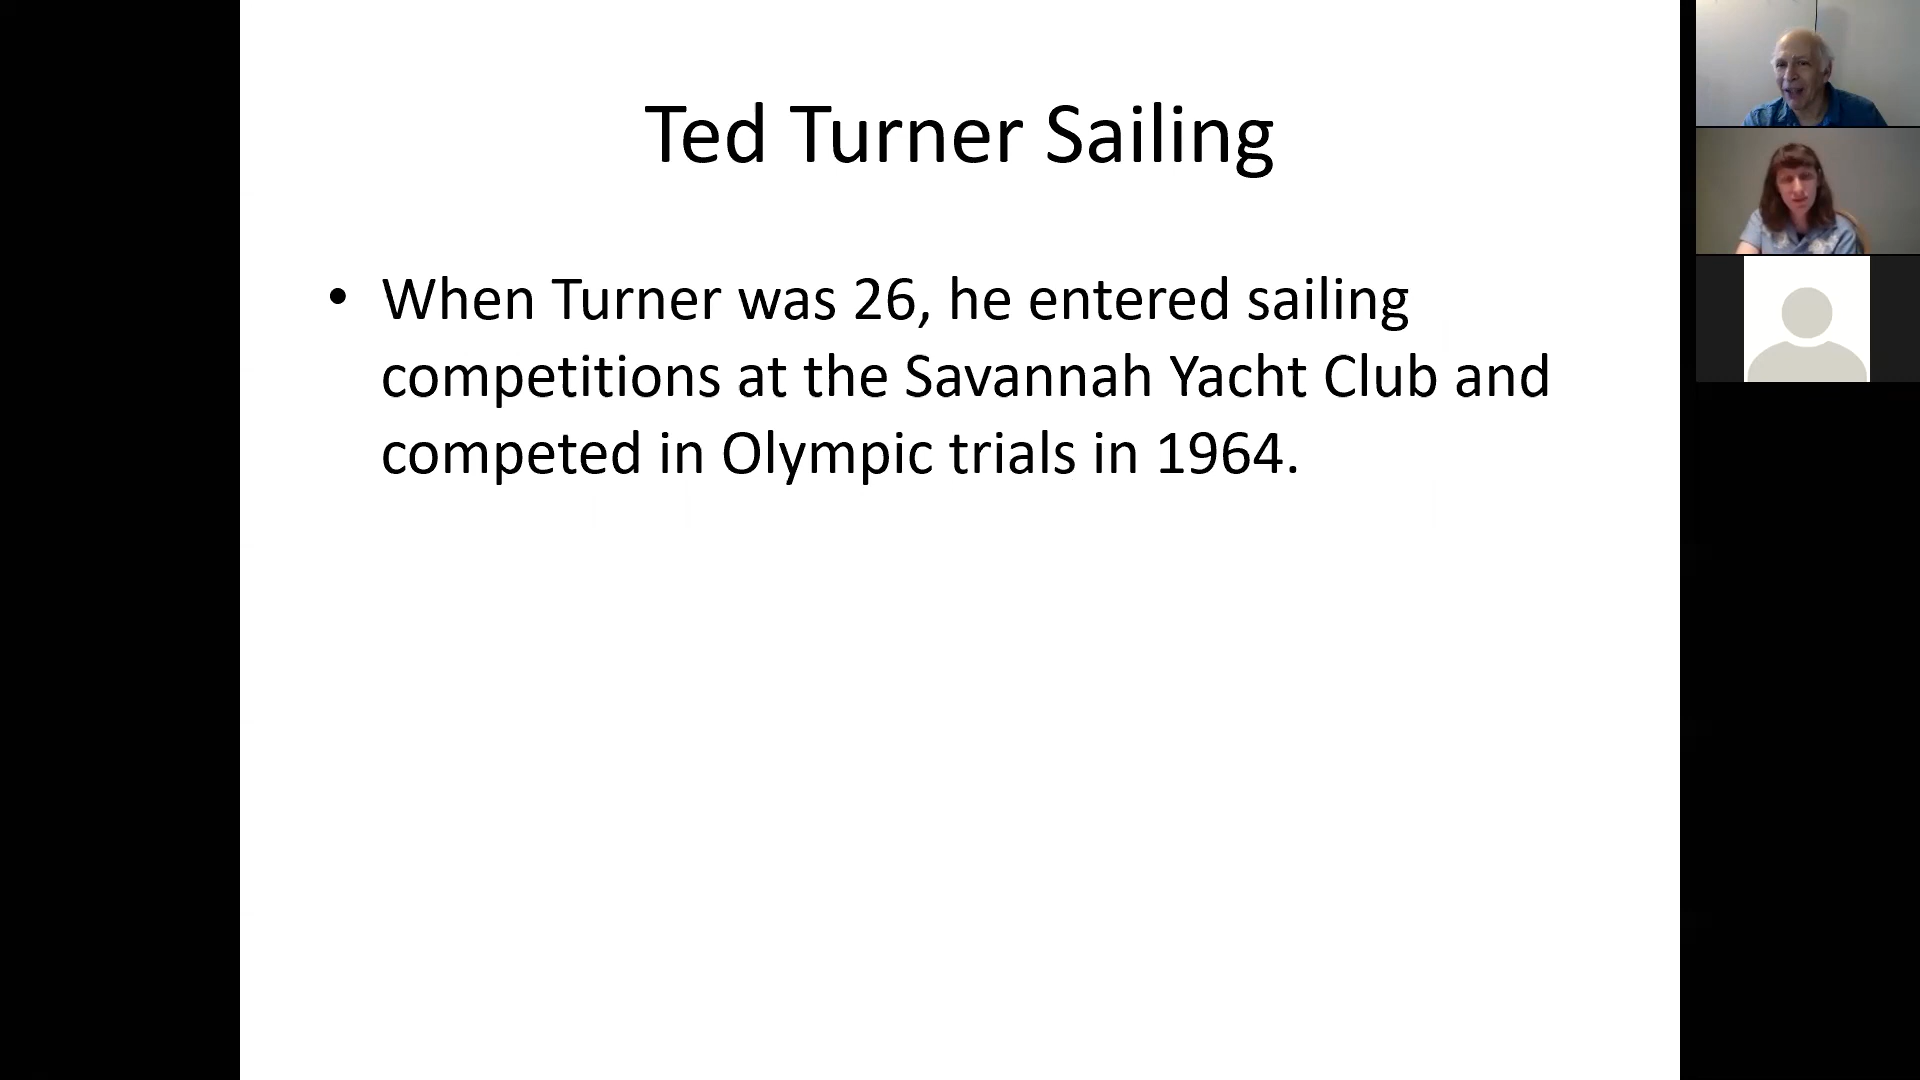 Ted Turner Sailing
• When Turner was 26, he entered sailing
competitions at the Savannah Yacht Club and
competed in Olympic trials in 1964.